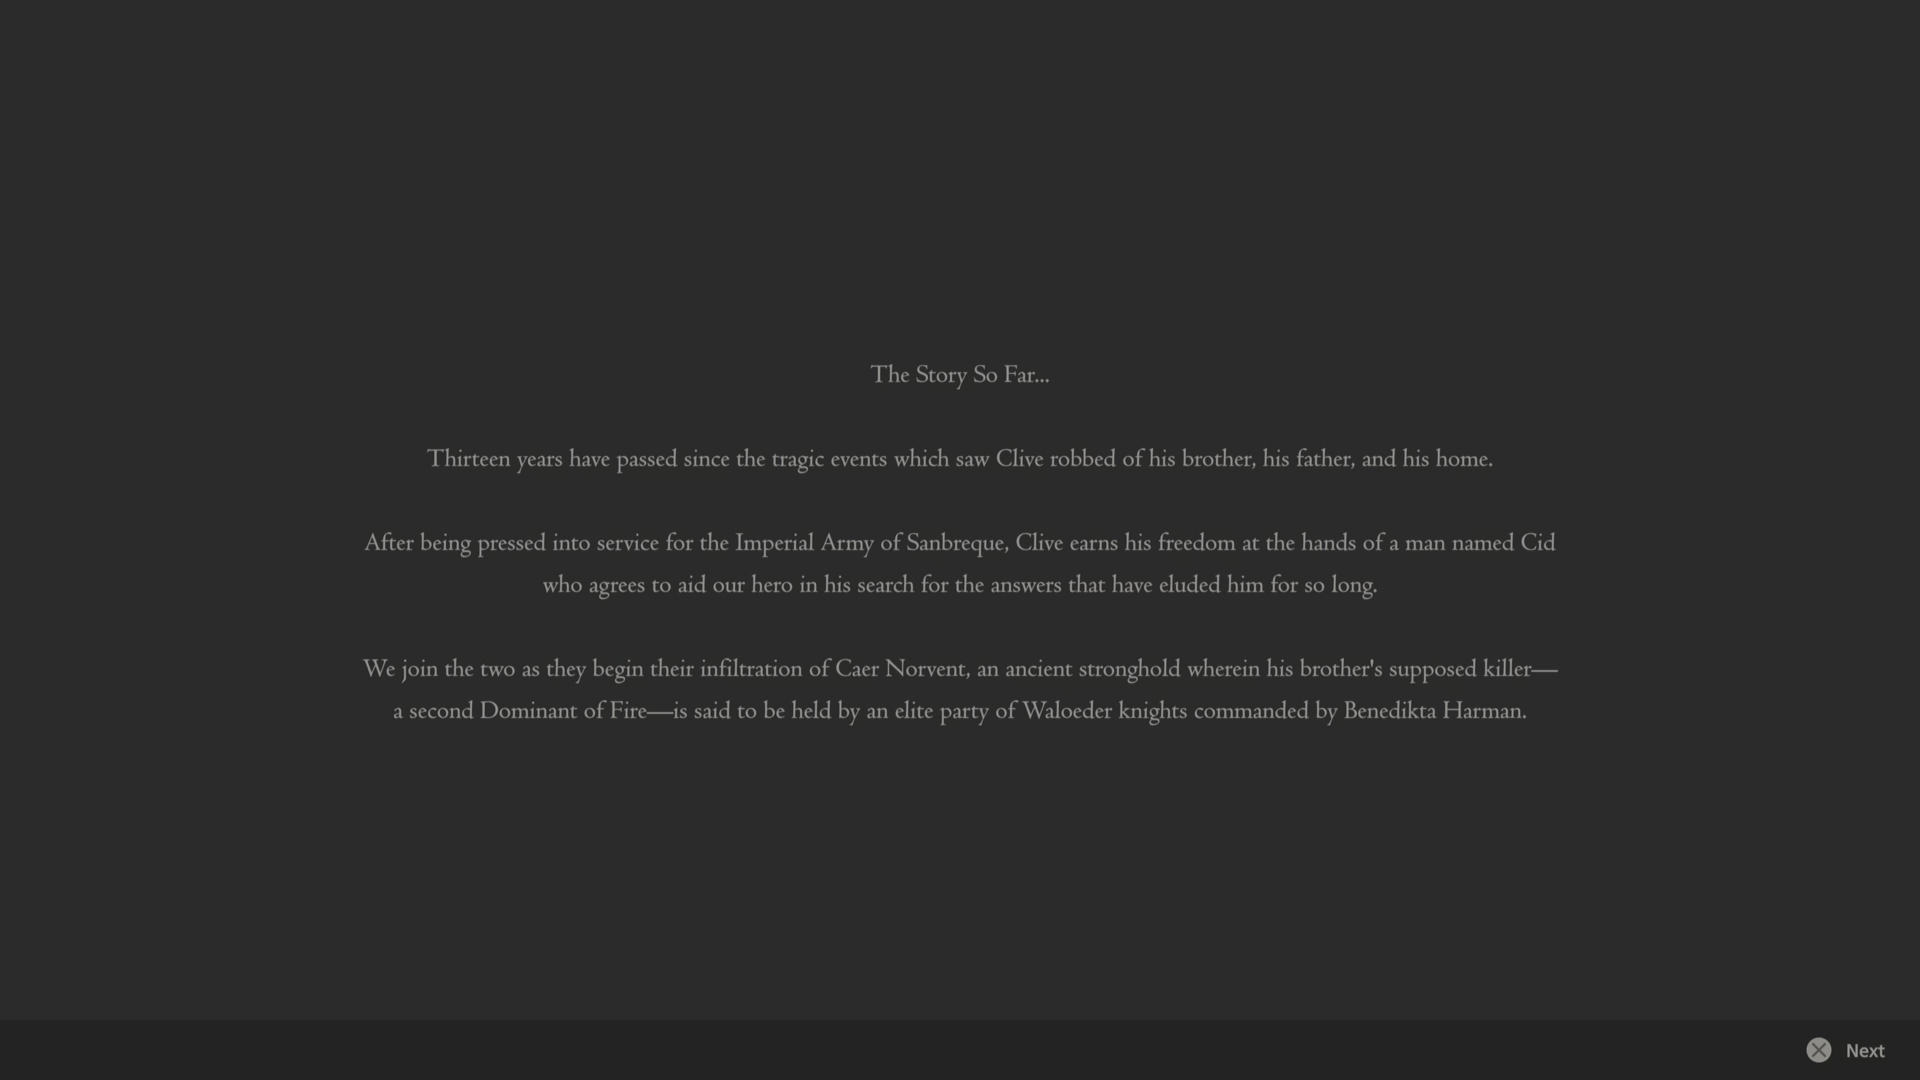 The Story So Far...
Thirteen years have passed since the tragic events which saw Clive robbed of his brother, his father, and his home.
After being pressed into service for the Imperial Army of Sanbreque, Clive earns his freedom at the hands of a man named Cid
who agrees to aid our hero in his search for the answers that have eluded him for so long.
We join the two as they begin their infiltration of Caer Norvent, an ancient stronghold wherein his brother's supposed killer—
a second Dominant of Fire—is said to be held by an elite party of Waloeder knights commanded by Benedikta Harman.
Next